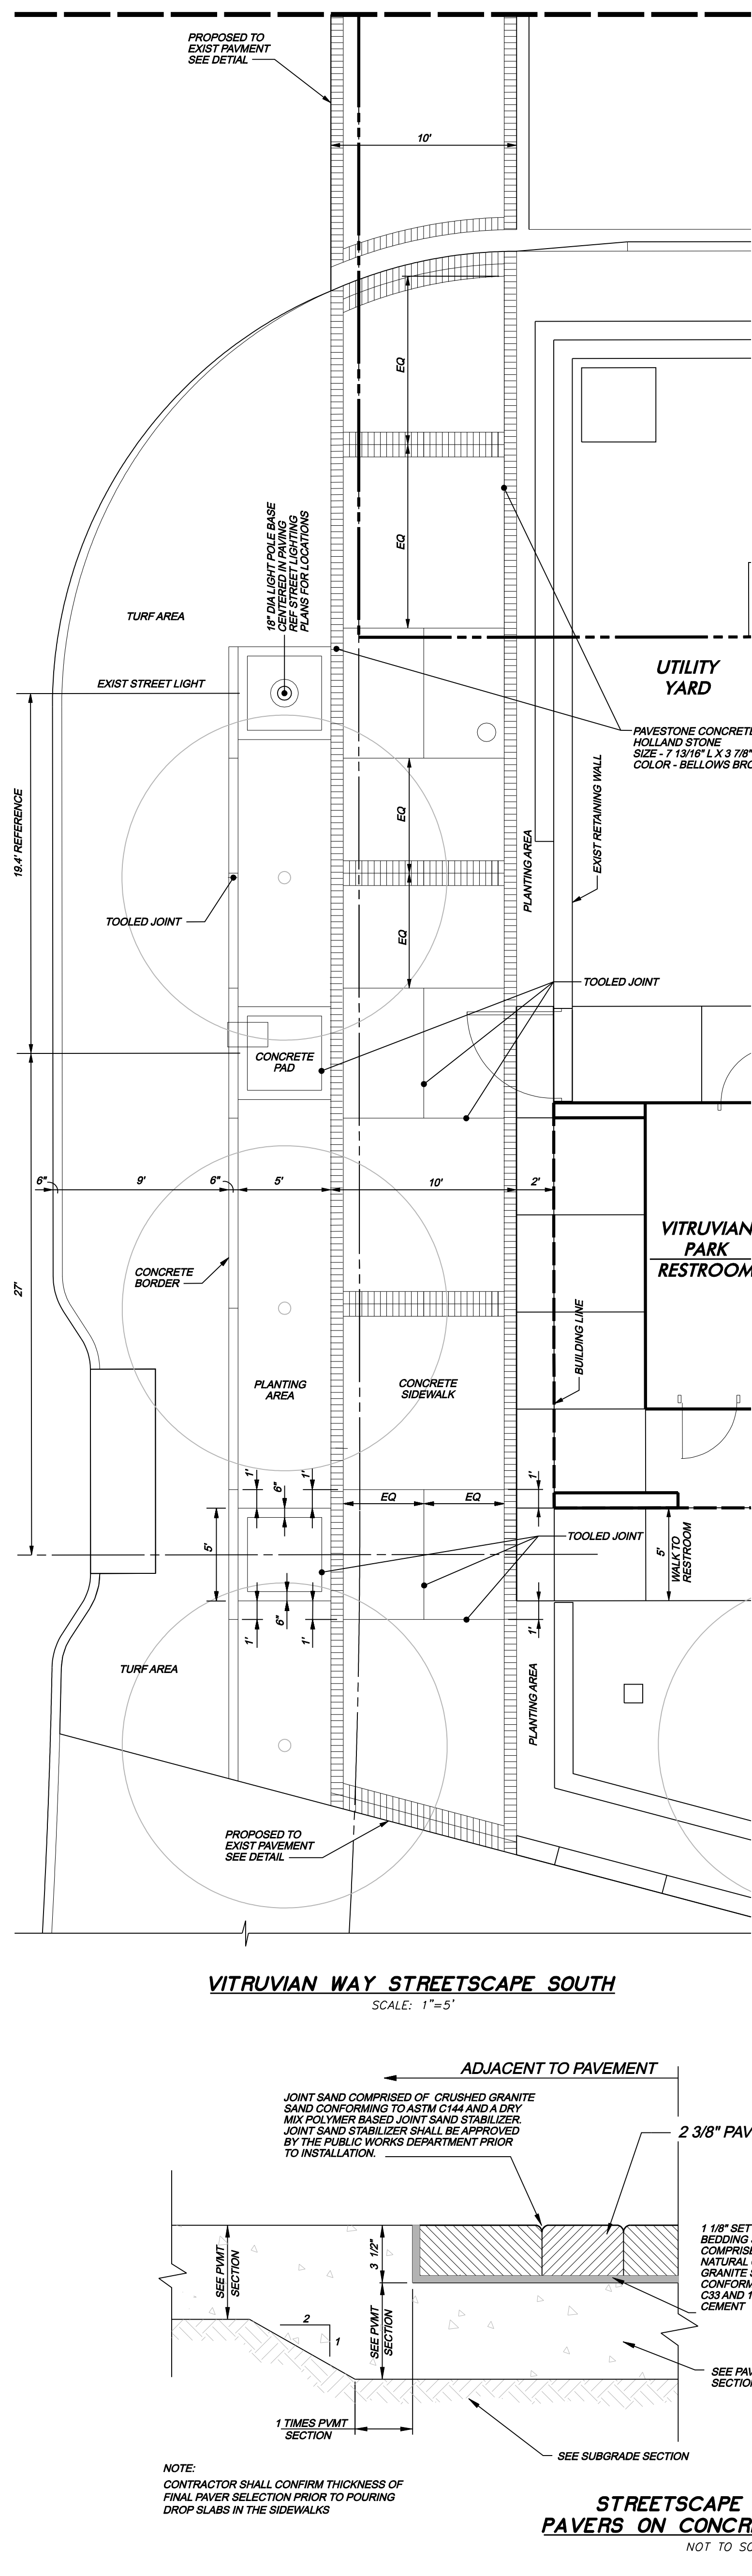 PROPOSED TO
EXIST PAVMENT
SEE DETIAL
10'
EQ
EQ
18" DIA LIGHT POLE BASE
CENTERED IN PAVING
REF STREET LIGHTING
PLANS FOR LOCATIONS
TURF AREA
EXIST STREET LIGHT
UTILITY
YARD
PAVESTONE CONCRETE
HOLLAND STONE
SIZE - 7 13/16" L X 3 7/8"
COLOR - BELLOWS BRO
19.4' REFERENCE
EQ
EQ
PLANTING AREA
EXIST RETAINING WALL
TOOLED JOINT
TOOLED JOINT
CONCRETE
PAD
6"
9'
6"
5'
10'
2'
VITRUVIAN
PARK
RESTROOM
CONCRETE
BORDER
27'
BUILDING LINE
PLANTING
AREA
CONCRETE
SIDEWALK
1'
6"
1'
EQ
EQ
1'
5'
TOOLED JOINT
5'
WALK TO
RESTROOM
1'
6"
1'
1'
TURF AREA
PLANTING AREA
PROPOSED TO
EXIST PAVEMENT
SEE DETAIL
VITRUVIAN WAY STREETSCAPE SOUTH
SCALE: 1"=5'
ADJACENT TO PAVEMENT
JOINT SAND COMPRISED OF CRUSHED GRANITE
SAND CONFORMING TO ASTM C144 AND A DRY
MIX POLYMER BASED JOINT SAND STABILIZER.
JOINT SAND STABILIZER SHALL BE APPROVED
BY THE PUBLIC WORKS DEPARTMENT PRIOR
TO INSTALLATION.
2 3/8" PAV
SEE PVMT
SECTION
3 1/2"
1 1/8" SET
BEDDING
COMPRISE
NATURAL
GRANITE S
CONFORM
C33 AND 1
CEMENT
2
1
SEE PVMT
SECTION
SEE PAV
SECTION
1 TIMES PVMT
SECTION
SEE SUBGRADE SECTION
NOTE:
CONTRACTOR SHALL CONFIRM THICKNESS OF
FINAL PAVER SELECTION PRIOR TO POURING
DROP SLABS IN THE SIDEWALKS
STREETSCAPE
PAVERS ON CONCRE
NOT TO SC